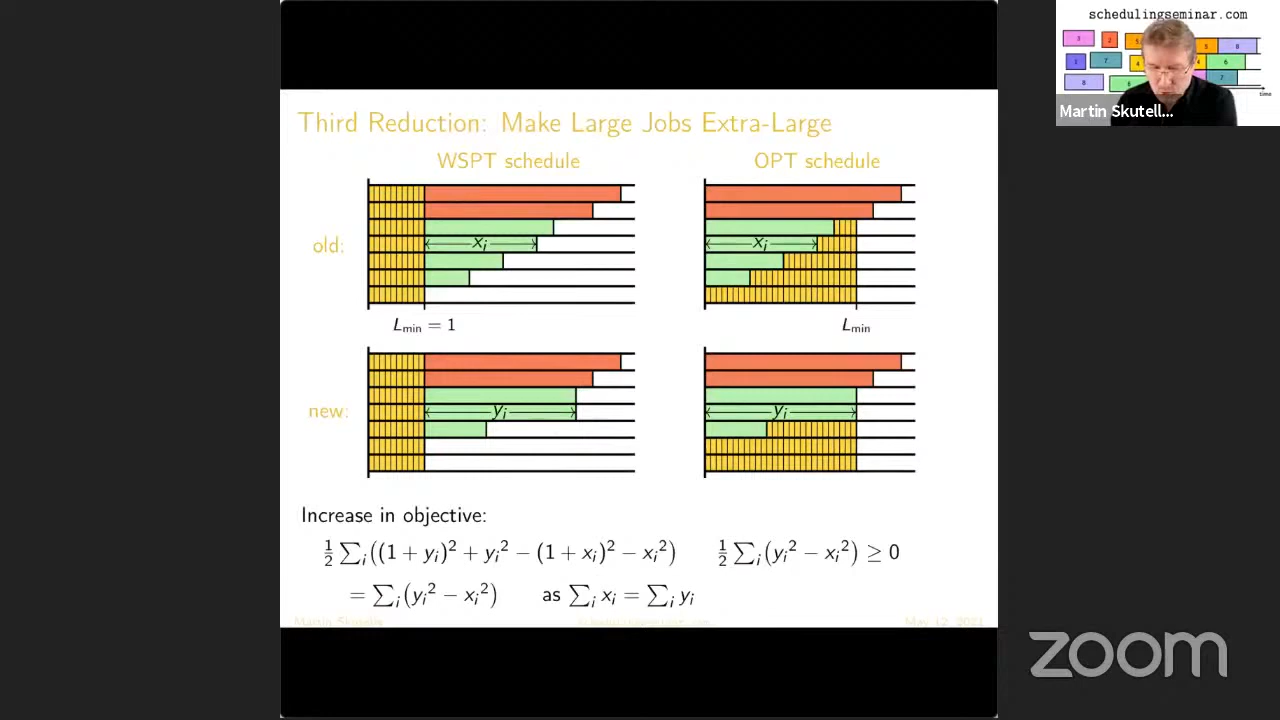 schedulingseminar.com
Martin Skutell...
Third Reduction: Make Large Jobs Extra-Large
WSPT schedule
OPT schedule
old:
x_i
x_i
L_min = 1
L_min
new:
y_i
y_i
Increase in objective:
½ ∑_i((1 + y_i)² + y_i² − (1 + x_i)² − x_i²)
½ ∑_i(y_i² − x_i²) ≥ 0
= ∑_i(y_i² − x_i²) as ∑_i x_i = ∑_i y_i
Martin Skutella
schedulingseminar.com
May 12, 2021
zoom